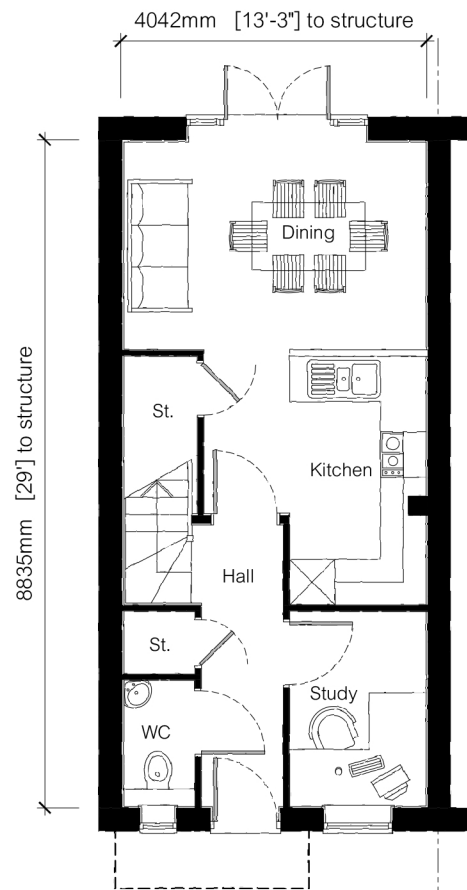 4042mm [13'-3"] to structure
8835mm [29'] to structure
Dining
St.
Kitchen
Hall
St.
Study
WC